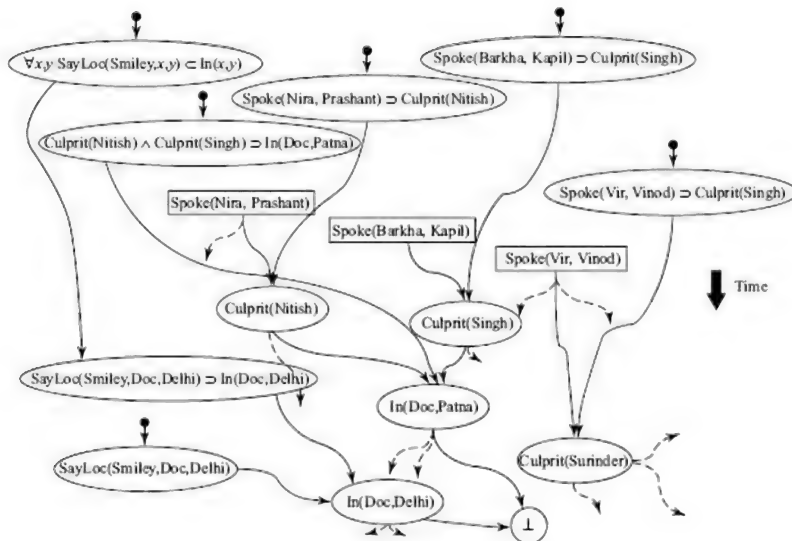 ∀x,y SayLoc(Smiley,x,y) ⊂ In(x,y)
Spoke(Barkha, Kapil) ⊃ Culprit(Singh)
Spoke(Nira, Prashant) ⊃ Culprit(Nitish)
Culprit(Nitish) ∧ Culprit(Singh) ⊃ In(Doc,Patna)
Spoke(Vir, Vinod) ⊃ Culprit(Singh)
Spoke(Nira, Prashant)
Spoke(Barkha, Kapil)
Spoke(Vir, Vinod)
Time
Culprit(Nitish)
Culprit(Singh)
SayLoc(Smiley,Doc,Delhi) ⊃ In(Doc,Delhi)
In(Doc,Patna)
SayLoc(Smiley,Doc,Delhi)
Culprit(Surinder)
In(Doc,Delhi)
⊥